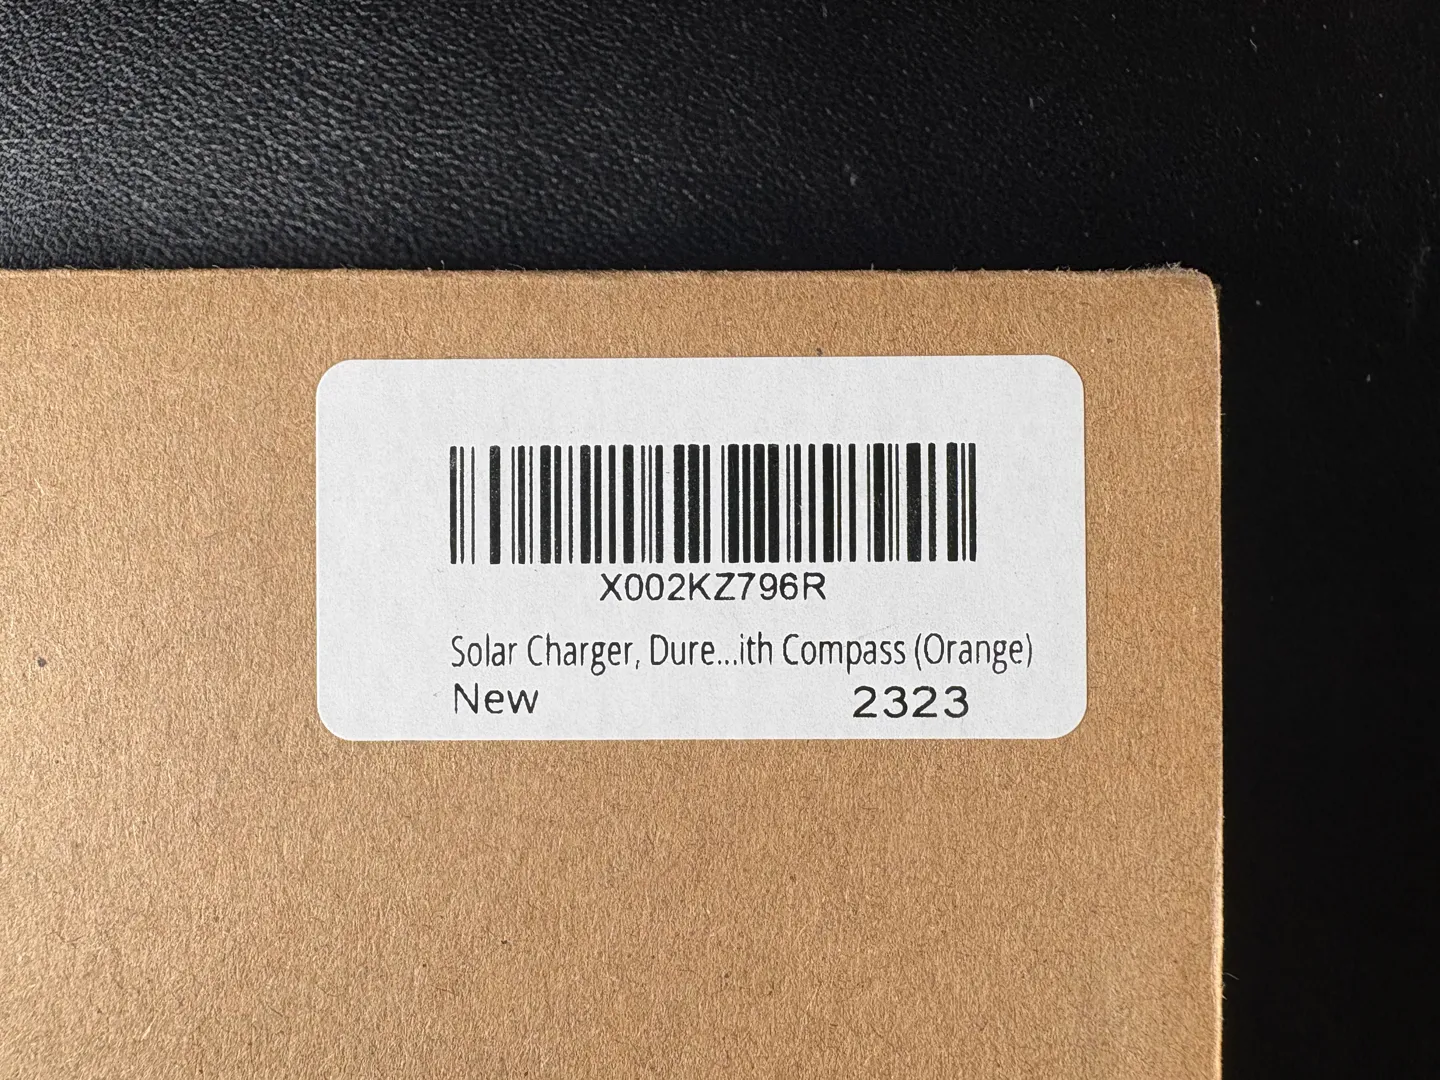 X002KZ796R
Solar Charger, Dure...ith Compass (Orange)
New 2323